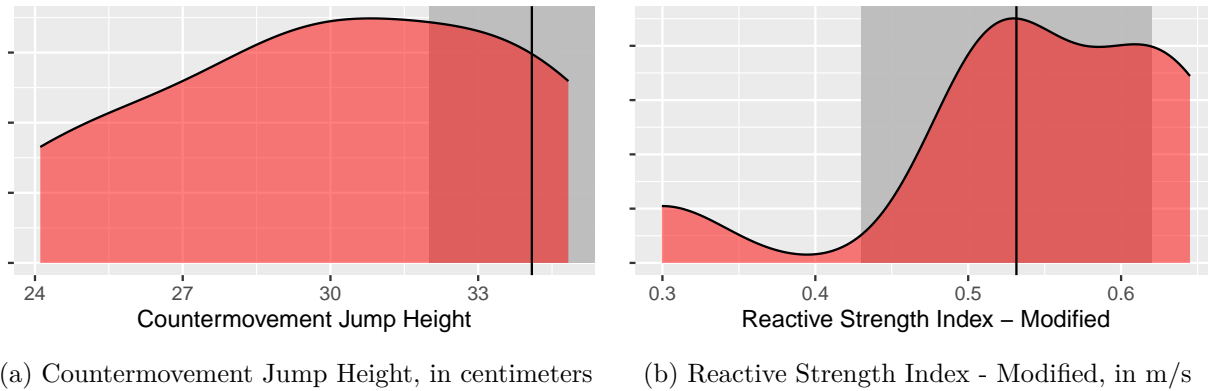 24 27 30 33
Countermovement Jump Height
(a) Countermovement Jump Height, in centimeters
0.3 0.4 0.5 0.6
Reactive Strength Index – Modified
(b) Reactive Strength Index - Modified, in m/s